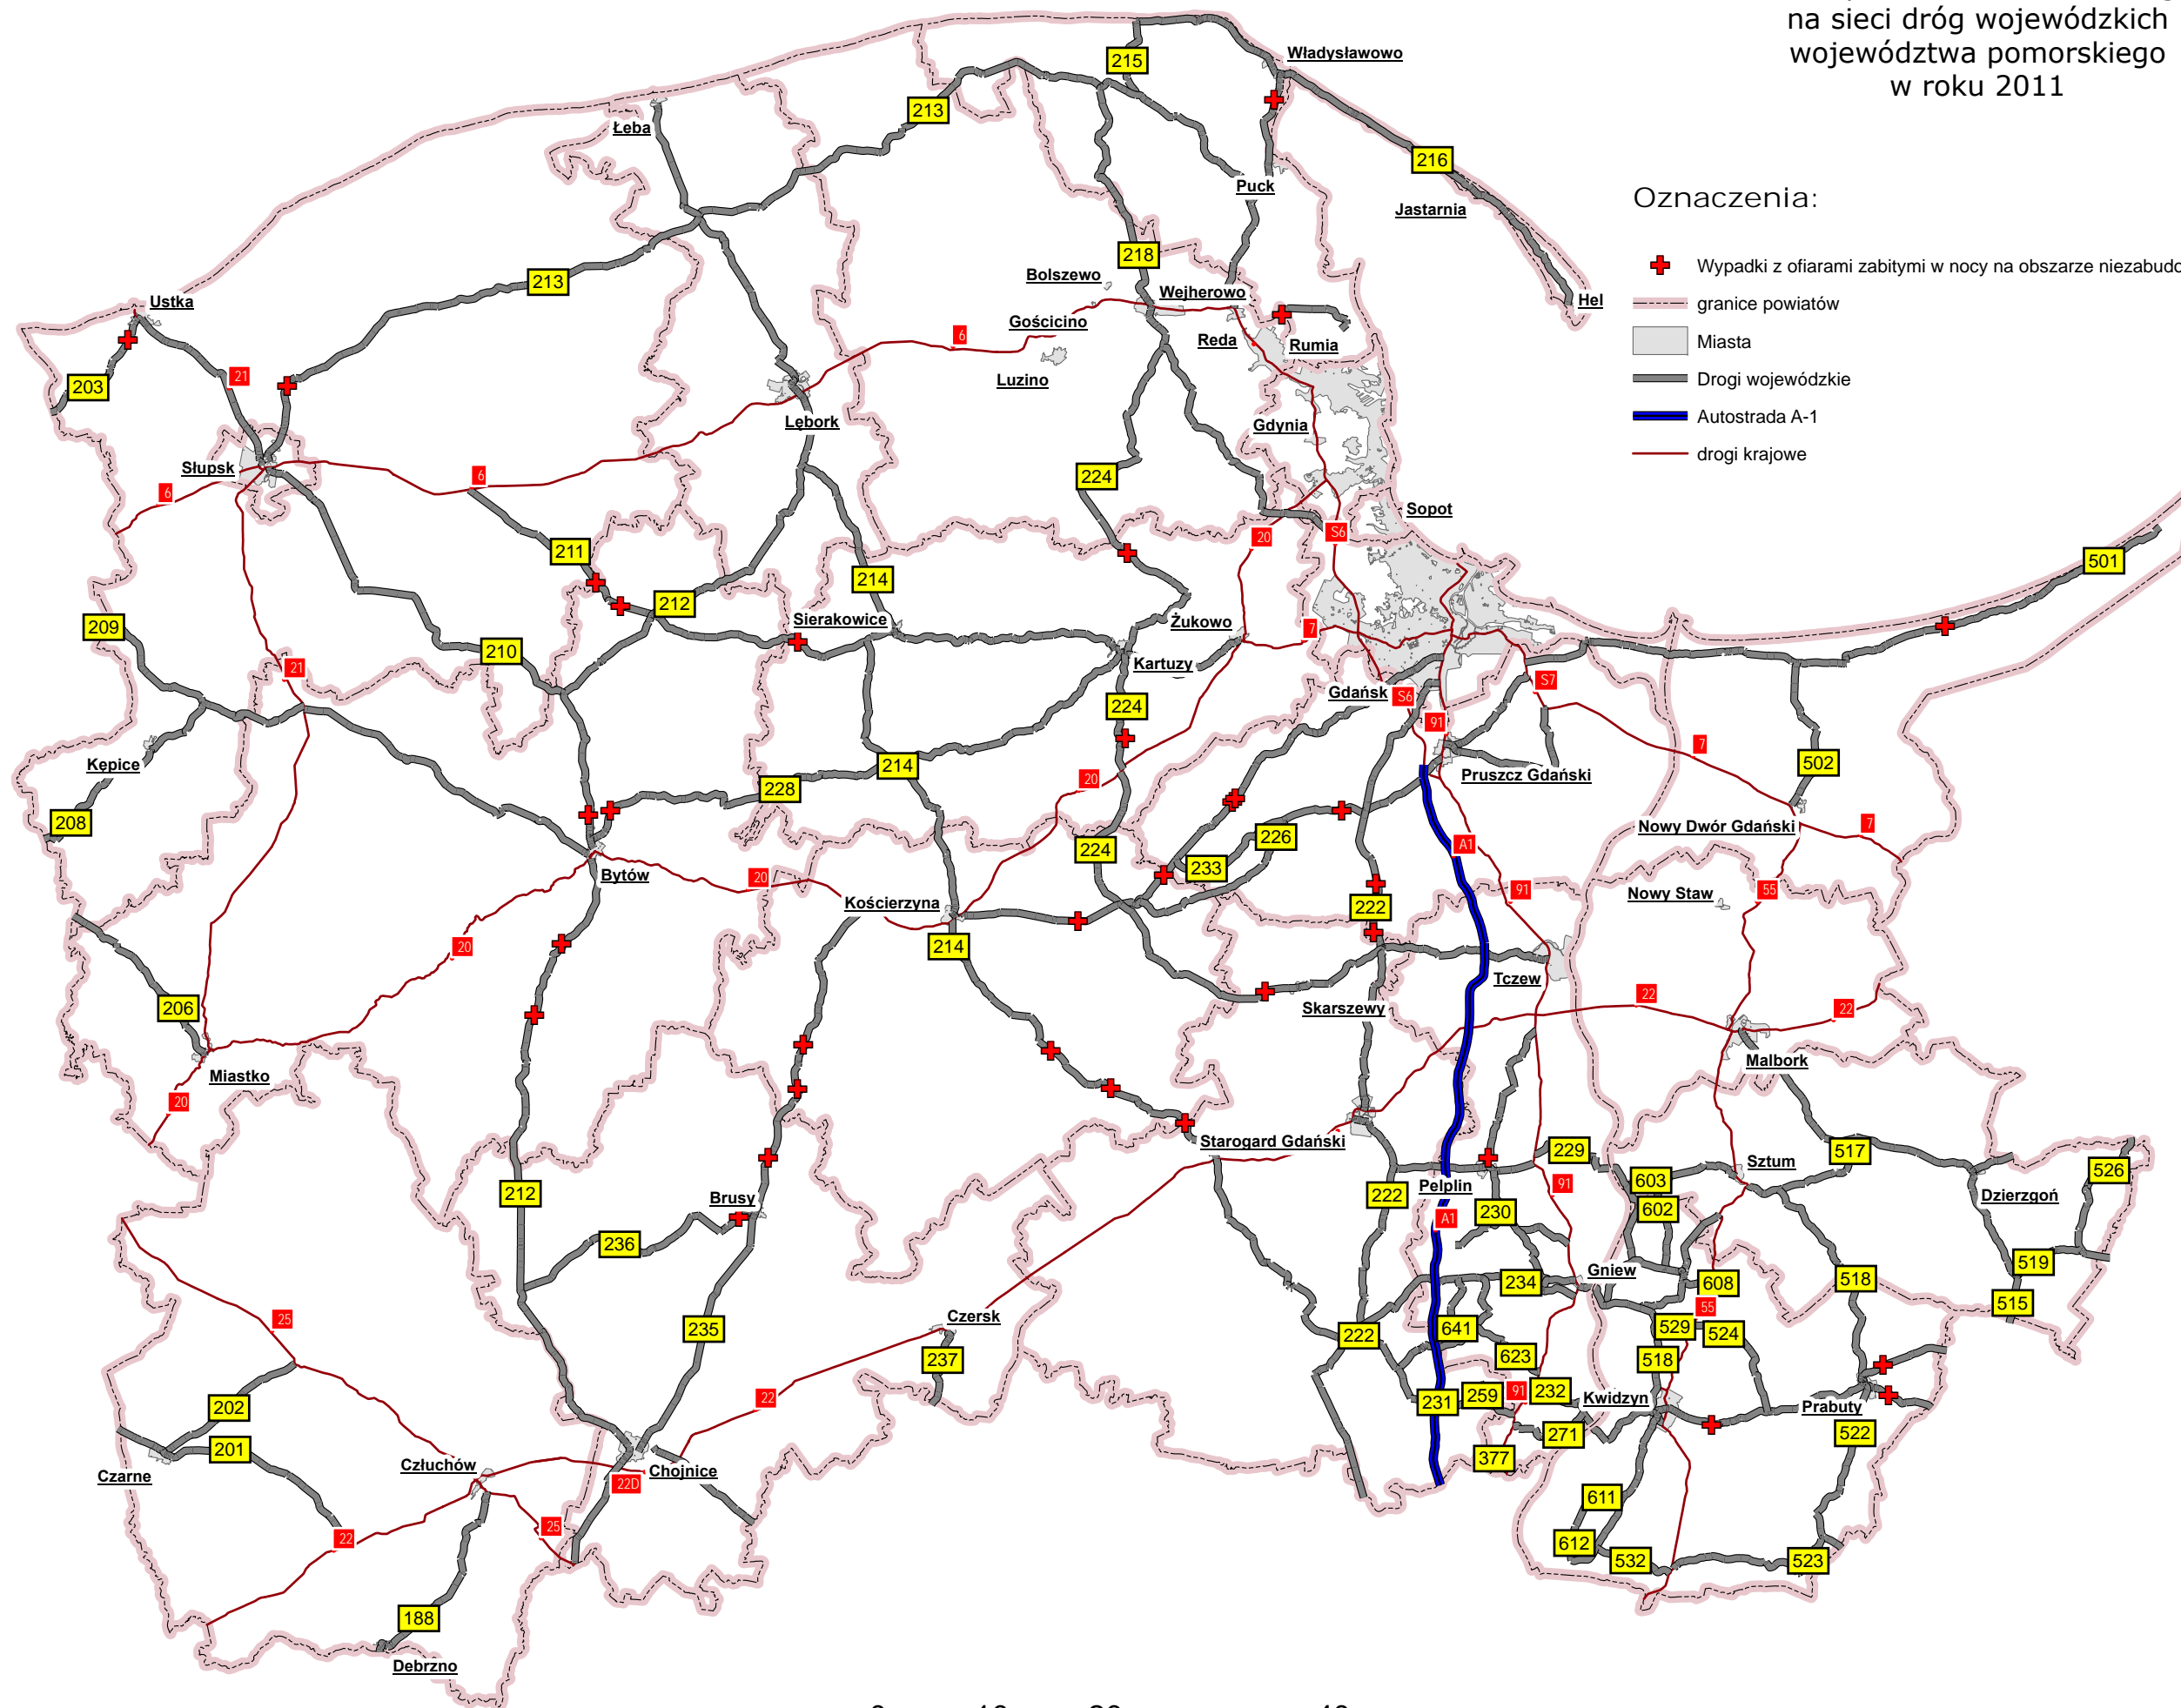 na sieci dróg wojewódzkich
województwa pomorskiego
w roku 2011
Oznaczenia:
Wypadki z ofiarami zabitymi w nocy na obszarze
granice powiatów
Miasta
Drogi wojewódzkie
Autostrada A-1
drogi krajowe
Władysławowo
215
213
Łeba
216
Puck
Jastarnia
218
Bolszewo
213
Wejherowo
Hel
Ustka
Gościcino
6
Reda
Rumia
Luzino
21
203
Lębork
Gdynia
Słupsk
6
224
6
Sopot
S6
20
211
501
214
212
Sierakowice
209
Żukowo
7
210
Kartuzy
21
S7
Gdańsk
S6
224
91
7
214
502
Kępice
Pruszcz Gdański
20
228
208
Nowy Dwór Gdański
7
226
A1
224
233
Bytów
20
91
55
Nowy Staw
Kościerzyna
222
20
214
Tczew
22
206
Skarszewy
22
Malbork
Miastko
20
Starogard Gdański
229
517
Sztum
526
603
Pelplin
91
212
222
Dzierzgoń
Brusy
602
230
A1
236
519
Gniew
518
234
608
515
55
25
Czersk
235
641
529
524
222
237
623
518
91
232
22
259
231
Kwidzyn
202
Prabuty
271
522
201
377
Człuchów
Chojnice
Czarne
22D
611
25
22
612
532
523
188
Debrzno